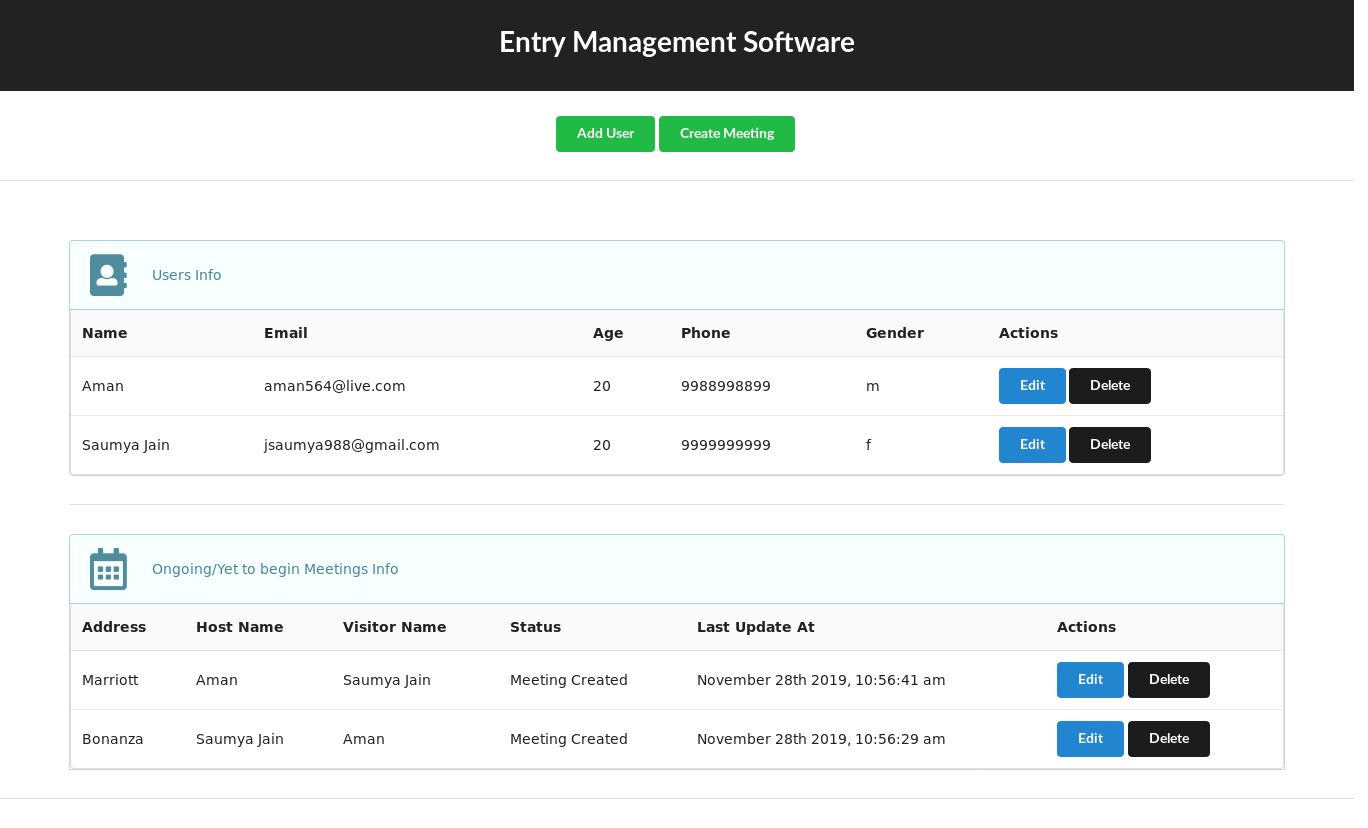 Entry Management Software
Add User Create Meeting
Users Info
Name Email Age Phone Gender Actions
Aman aman564@live.com 20 9988998899 m Edit Delete
Saumya Jain jsaumya988@gmail.com 20 9999999999 f Edit Delete
Ongoing/Yet to begin Meetings Info
Address Host Name Visitor Name Status Last Update At Actions
Marriott Aman Saumya Jain Meeting Created November 28th 2019, 10:56:41 am Edit Delete
Bonanza Saumya Jain Aman Meeting Created November 28th 2019, 10:56:29 am Edit Delete